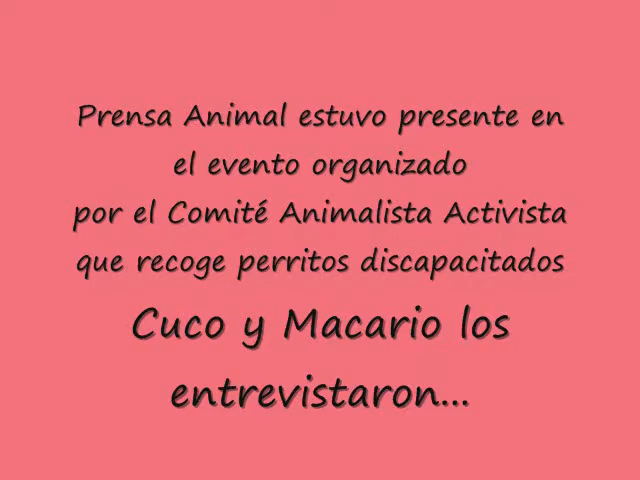 Prensa Animal estuvo presente en
el evento organizado
por el Comité Animalista Activista
que recoge perritos discapacitados
Cuco y Macario los
entrevistaron...